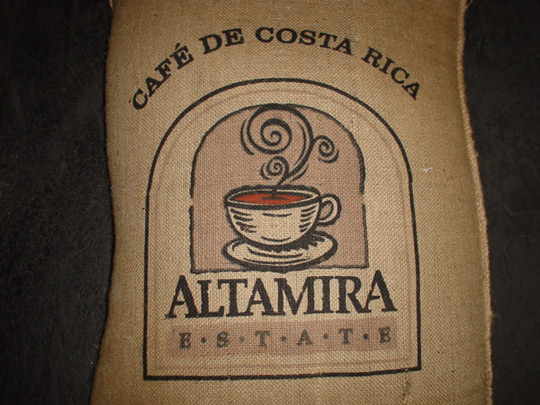 CAFÉ DE COSTA RICA
ALTAMIRA
E·S·T·A·T·E